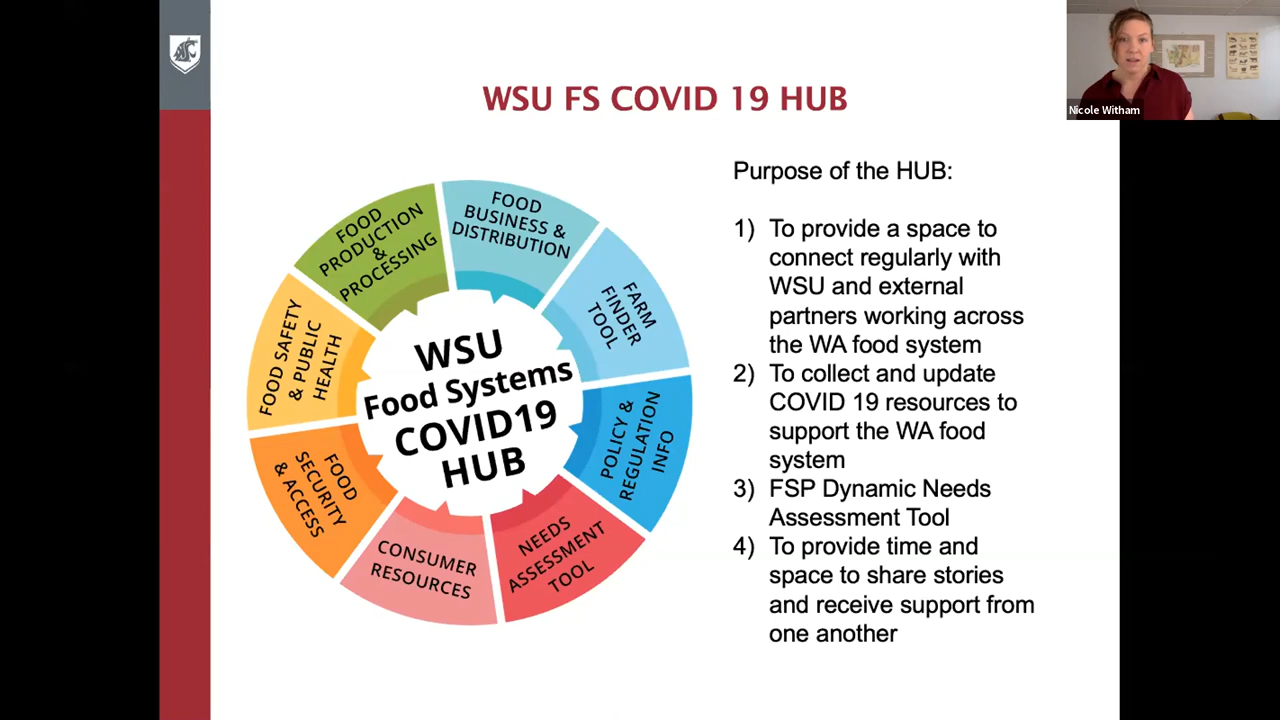 WSU FS COVID 19 HUB
Nicole Witham
FOOD
PRODUCTION
&
PROCESSING
FOOD
BUSINESS &
DISTRIBUTION
FARM
FINDER
TOOL
POLICY &
REGULATION
INFO
NEEDS
ASSESSMENT
TOOL
CONSUMER
RESOURCES
FOOD
SECURITY
& ACCESS
FOOD SAFETY
& PUBLIC
HEALTH
WSU
Food Systems
COVID19
HUB
Purpose of the HUB:
1) To provide a space to
connect regularly with
WSU and external
partners working across
the WA food system
2) To collect and update
COVID 19 resources to
support the WA food
system
3) FSP Dynamic Needs
Assessment Tool
4) To provide time and
space to share stories
and receive support from
one another